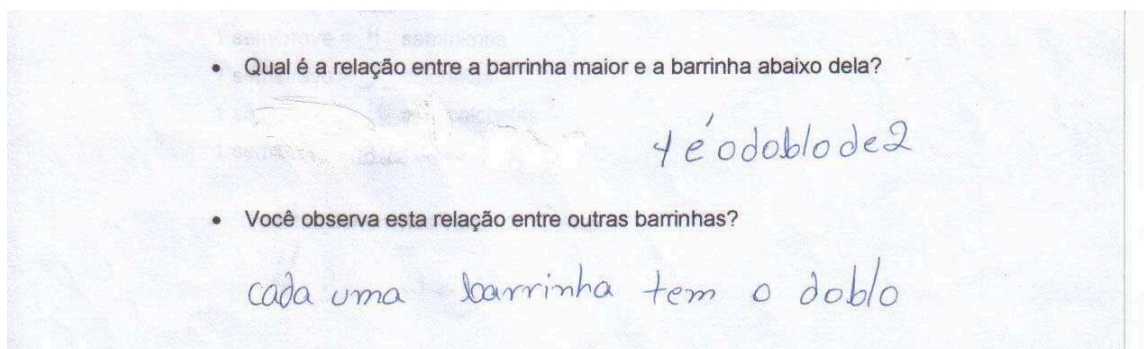 • Qual é a relação entre a barrinha maior e a barrinha abaixo dela?
é o doblo de 2
• Você observa esta relação entre outras barrinhas?
cada uma barrinha tem o doblo